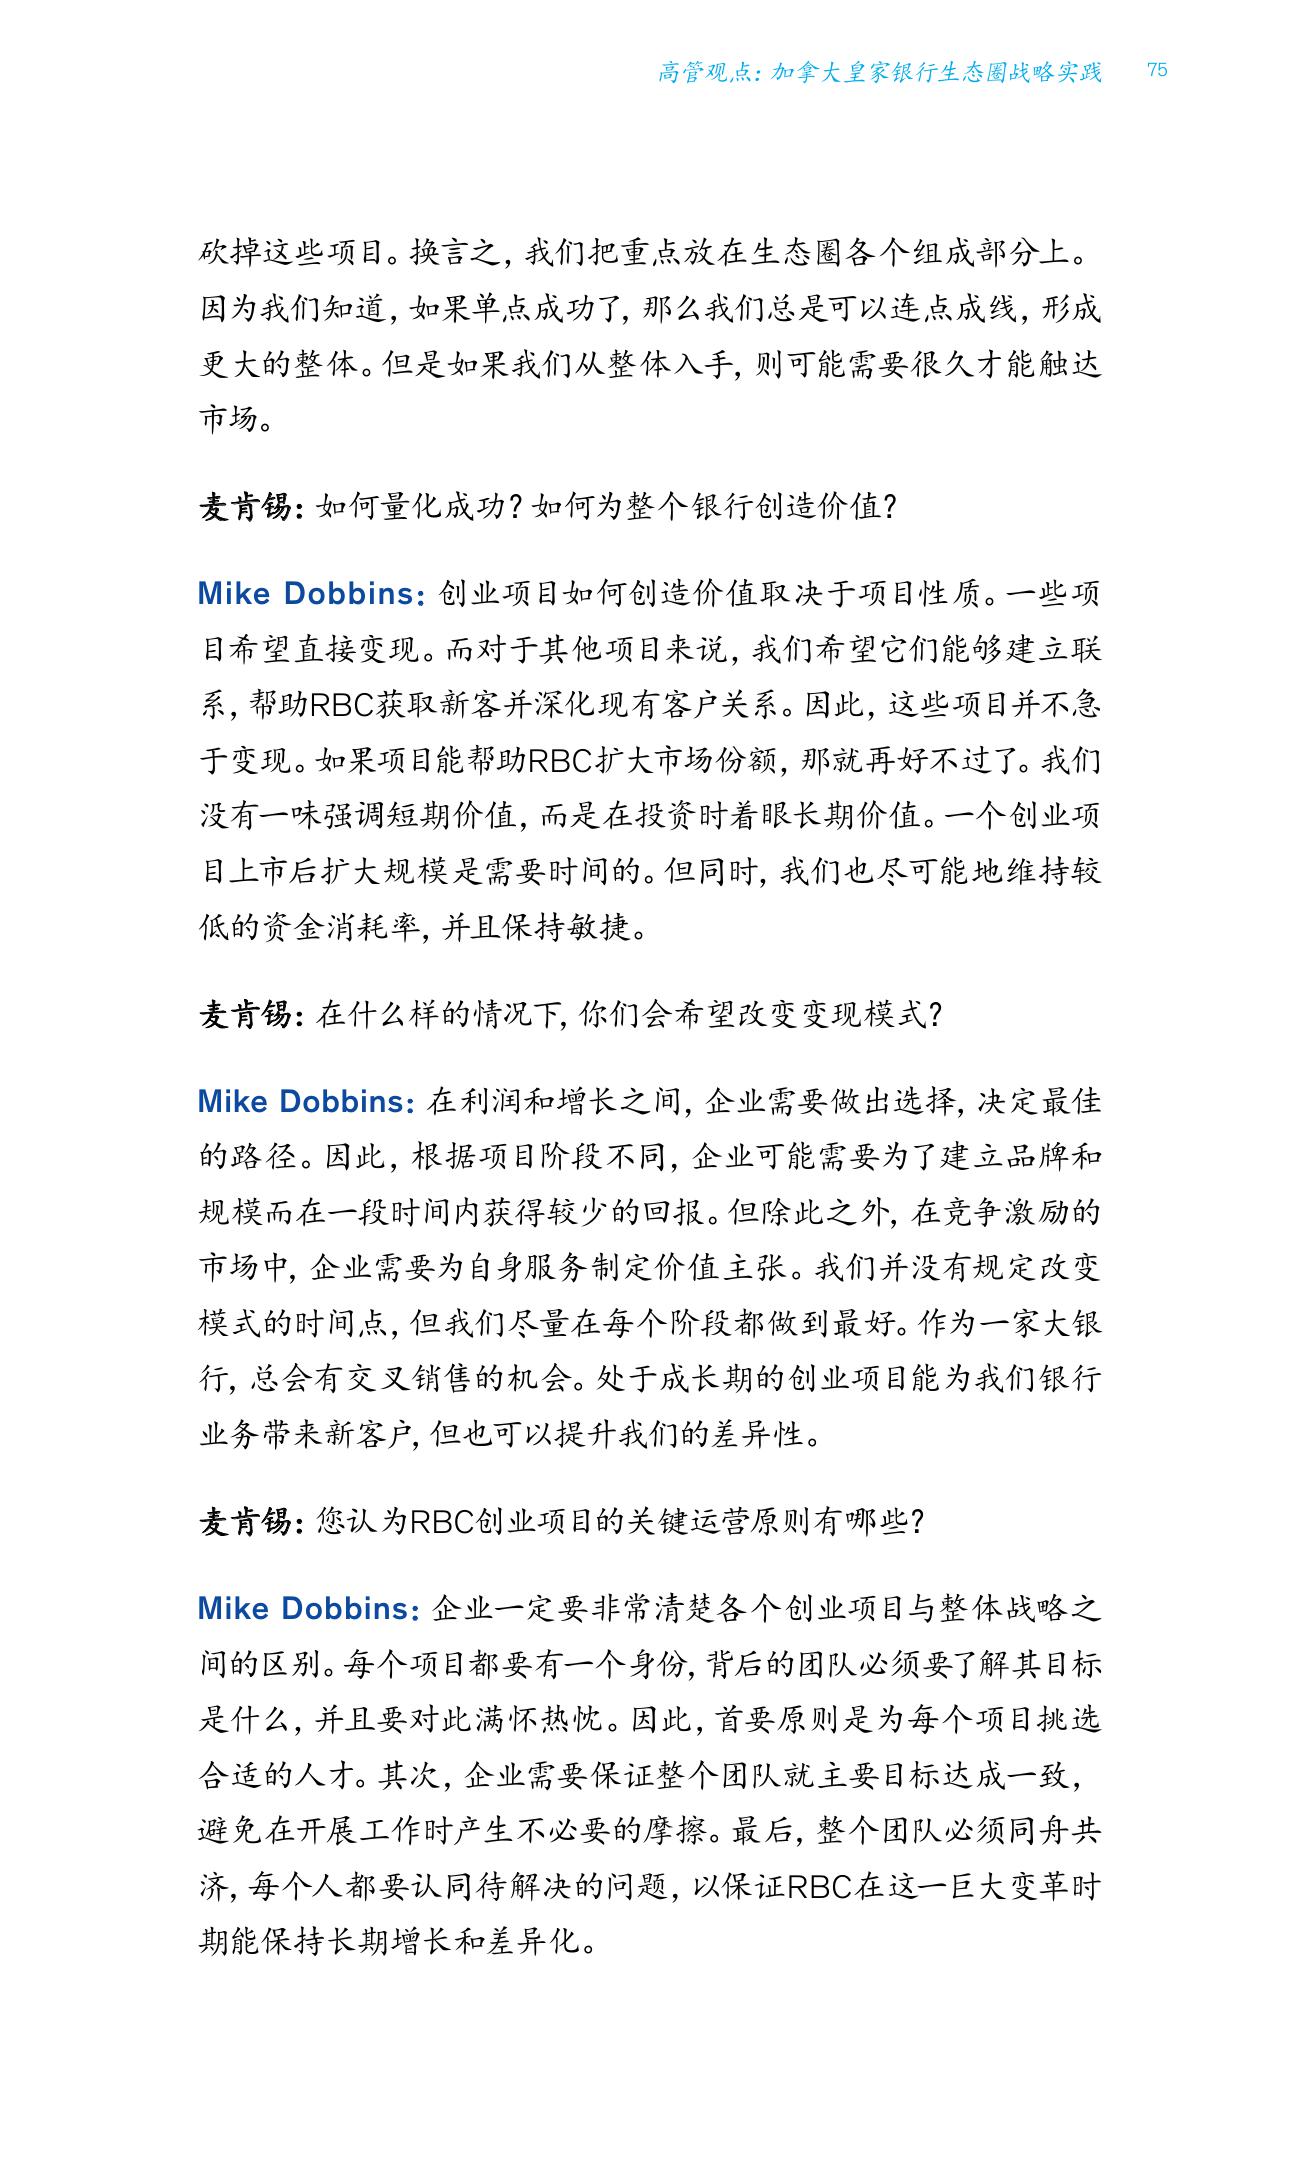 高管观点：加拿大皇家银行生态圈战略实践 75
砍掉这些项目。换言之，我们把重点放在生态圈各个组成部分上。
因为我们知道，如果单点成功了，那么我们总是可以连点成线，形成
更大的整体。但是如果我们从整体入手，则可能需要很久才能触达
市场。
麦肯锡：如何量化成功？如何为整个银行创造价值？
Mike Dobbins：创业项目如何创造价值取决于项目性质。一些项
目希望直接变现。而对于其他项目来说，我们希望它们能够建立联
系，帮助RBC获取新客并深化现有客户关系。因此，这些项目并不急
于变现。如果项目能帮助RBC扩大市场份额，那就再好不过了。我们
没有一味强调短期价值，而是在投资时着眼长期价值。一个创业项
目上市后扩大规模是需要时间的。但同时，我们也尽可能地维持较
低的资金消耗率，并且保持敏捷。
麦肯锡：在什么样的情况下，你们会希望改变变现模式？
Mike Dobbins：在利润和增长之间，企业需要做出选择，决定最佳
的路径。因此，根据项目阶段不同，企业可能需要为了建立品牌和
规模而在一段时间内获得较少的回报。但除此之外，在竞争激励的
市场中，企业需要为自身服务制定价值主张。我们并没有规定改变
模式的时间点，但我们尽量在每个阶段都做到最好。作为一家大银
行，总会有交叉销售的机会。处于成长期的创业项目能为我们银行
业务带来新客户，但也可以提升我们的差异性。
麦肯锡：您认为RBC创业项目的关键运营原则有哪些？
Mike Dobbins：企业一定要非常清楚各个创业项目与整体战略之
间的区别。每个项目都要有一个身份，背后的团队必须要了解其目标
是什么，并且要对此满怀热忱。因此，首要原则是为每个项目挑选
合适的人才。其次，企业需要保证整个团队就主要目标达成一致，
避免在开展工作时产生不必要的摩擦。最后，整个团队必须同舟共
济，每个人都要认同待解决的问题，以保证RBC在这一巨大变革时
期能保持长期增长和差异化。